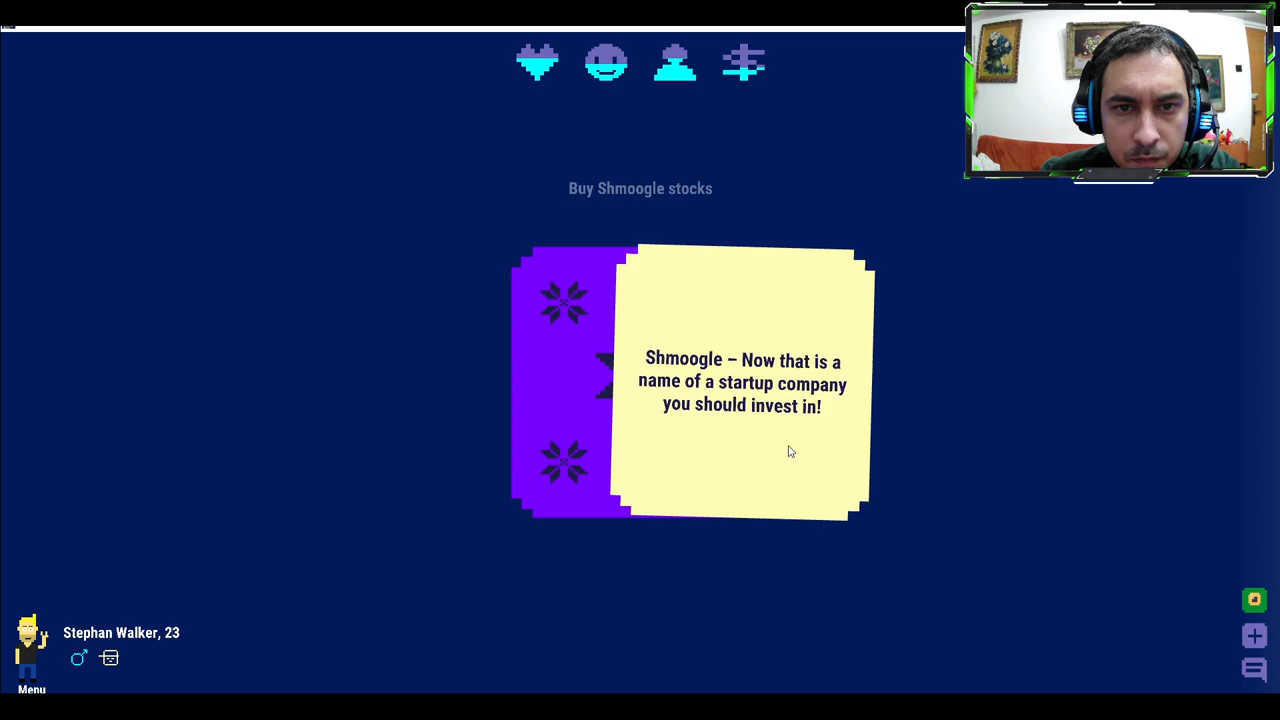 Buy Shmoogle stocks
Shmoogle – Now that is a
name of a startup company
you should invest in!
Stephan Walker, 23
Menu